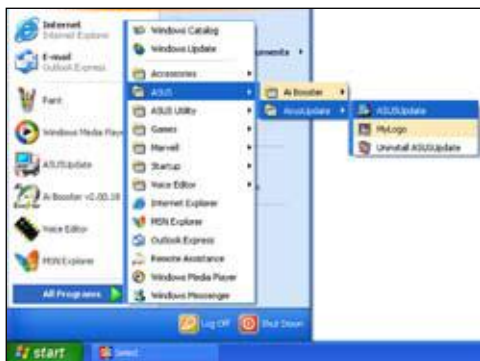 Internet
Internet Explorer
E-mail
Outlook Express
Paint
Windows Media Play
ASUSUpdate
Ai Booster v2.00.18
Voice Editor
MSN Explorer
All Programs
Windows Catalog
Windows Update
Accessories
ASUS
ASUS Utility
Games
Marvell
Startup
Voice Editor
Internet Explorer
MSN Explorer
Outlook Express
Remote Assistance
Windows Media Player
Windows Messenger
ocuments
Ai Booster
AsusUpdate
ASUSUpdate
MyLogo
Uninstall ASUSUpdate
Log Off
Shut Down
start